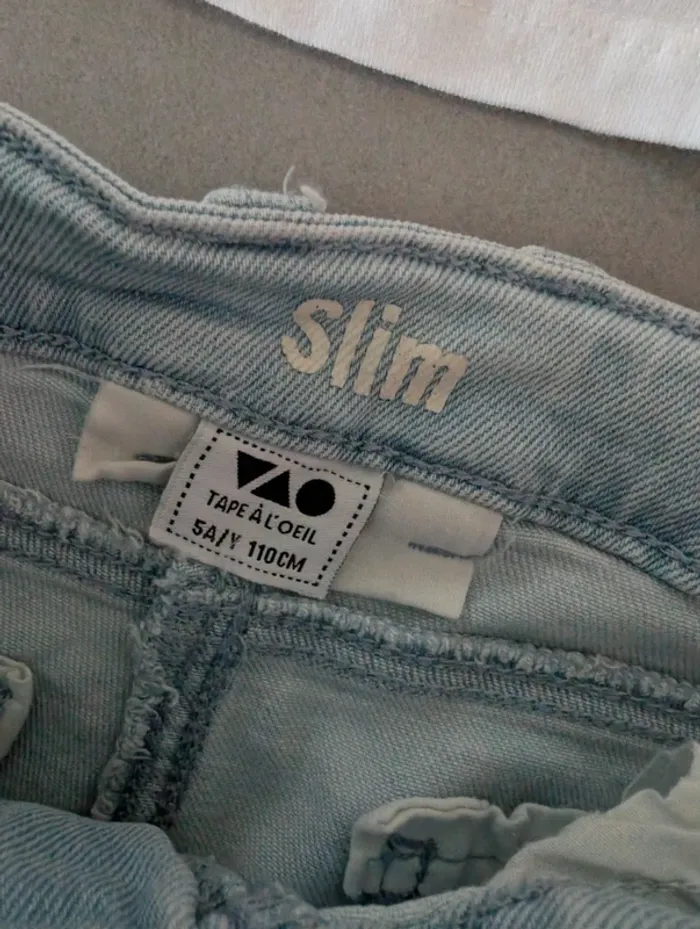 Slim
TAPE À L'OEIL
5A/Y 110CM